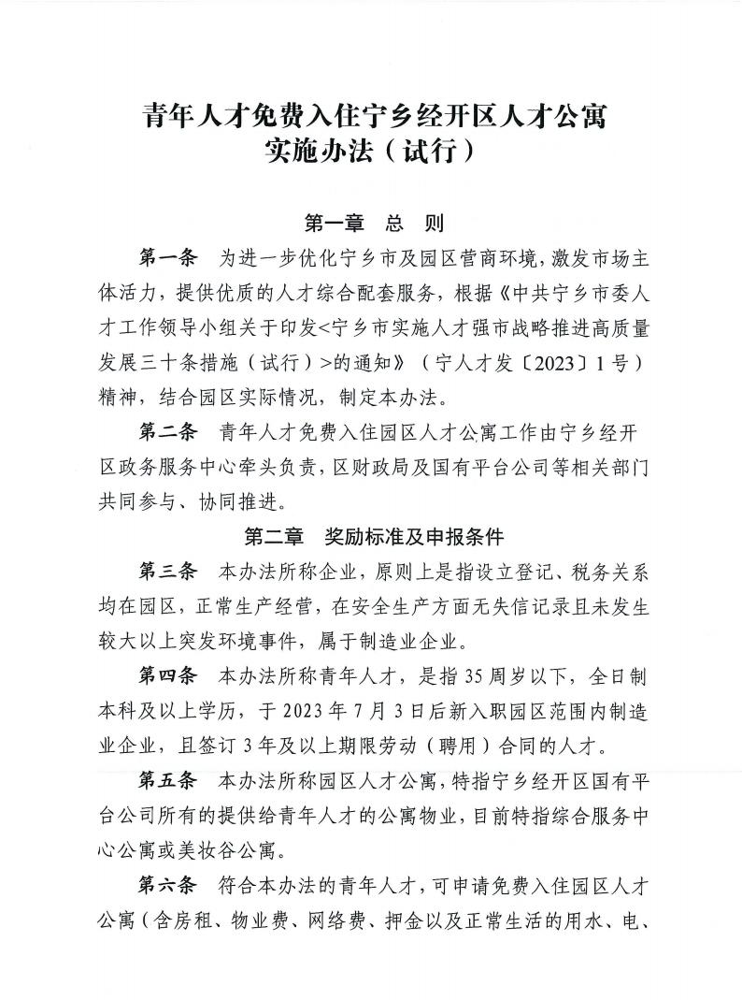 青年人才免费入住宁乡经开区人才公寓
实施办法（试行）
第一章 总 则
第一条 为进一步优化宁乡市及园区营商环境，激发市场主
体活力，提供优质的人才综合配套服务，根据《中共宁乡市委人
才工作领导小组关于印发<宁乡市实施人才强市战略推进高质量
发展三十条措施（试行）>的通知》（宁人才发〔2023〕1 号）
精神，结合园区实际情况，制定本办法。
第二条 青年人才免费入住园区人才公寓工作由宁乡经开
区政务服务中心牵头负责，区财政局及国有平台公司等相关部门
共同参与、协同推进。
第二章 奖励标准及申报条件
第三条 本办法所称企业，原则上是指设立登记、税务关系
均在园区，正常生产经营，在安全生产方面无失信记录且未发生
较大以上突发环境事件，属于制造业企业。
第四条 本办法所称青年人才，是指 35 周岁以下，全日制
本科及以上学历，于 2023 年 7 月 3 日后新入职园区范围内制造
业企业，且签订 3 年及以上期限劳动（聘用）合同的人才。
第五条 本办法所称园区人才公寓，特指宁乡经开区国有平
台公司所有的提供给青年人才的公寓物业，目前特指综合服务中
心公寓或美妆谷公寓。
第六条 符合本办法的青年人才，可申请免费入住园区人才
公寓（含房租、物业费、网络费、押金以及正常生活的用水、电、